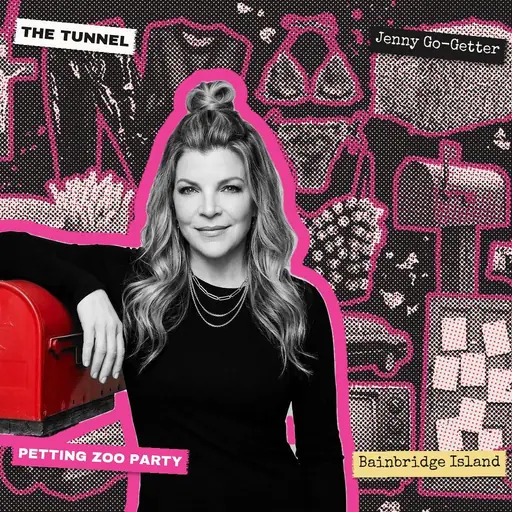 THE TUNNEL
Jenny Go-Getter
PETTING ZOO PARTY
Bainbridge Island